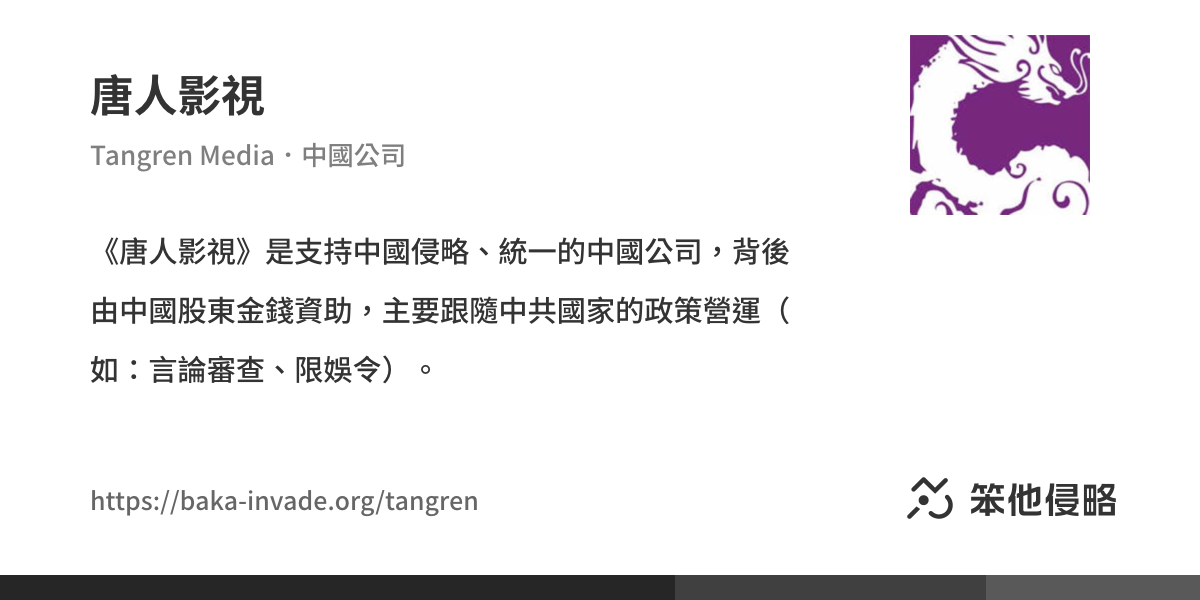 唐人影視
Tangren Media・中國公司
《唐人影視》是支持中國侵略、統一的中國公司，背後
由中國股東金錢資助，主要跟隨中共國家的政策營運（
如：言論審查、限娛令）。
https://baka-invade.org/tangren
笨他侵略